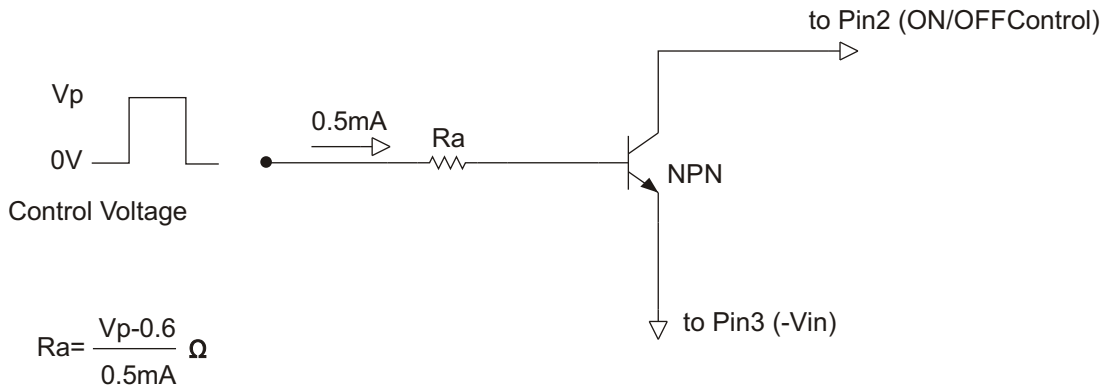 to Pin2 (ON/OFFControl)
Vp
0.5mA
Ra
0V
NPN
Control Voltage
to Pin3 (-Vin)
Ra= Vp-0.6 Ω
0.5mA